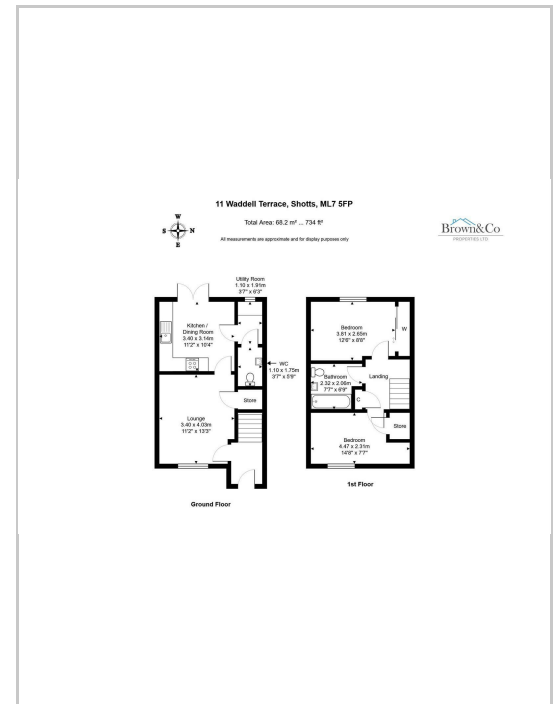 11 Waddell Terrace, Shotts, ML7 5FP
Total Area: 68.2 m² ... 734 ft²
All measurements are approximate and for display purposes only
W
S
N
E
Brown&Co
PROPERTIES LTD
Utility Room
1.10 x 1.91m
3'7" x 6'3"
Kitchen /
Dining Room
3.40 x 3.14m
11'2" x 10'4"
WC
1.10 x 1.75m
3'7" x 5'9"
Store
Lounge
3.40 x 4.03m
11'2" x 13'3"
Ground Floor
Bedroom
3.81 x 2.65m
12'6" x 8'8"
W
Bathroom
2.32 x 2.06m
7'7" x 6'9"
Landing
C
Store
Bedroom
4.47 x 2.31m
14'8" x 7'7"
1st Floor